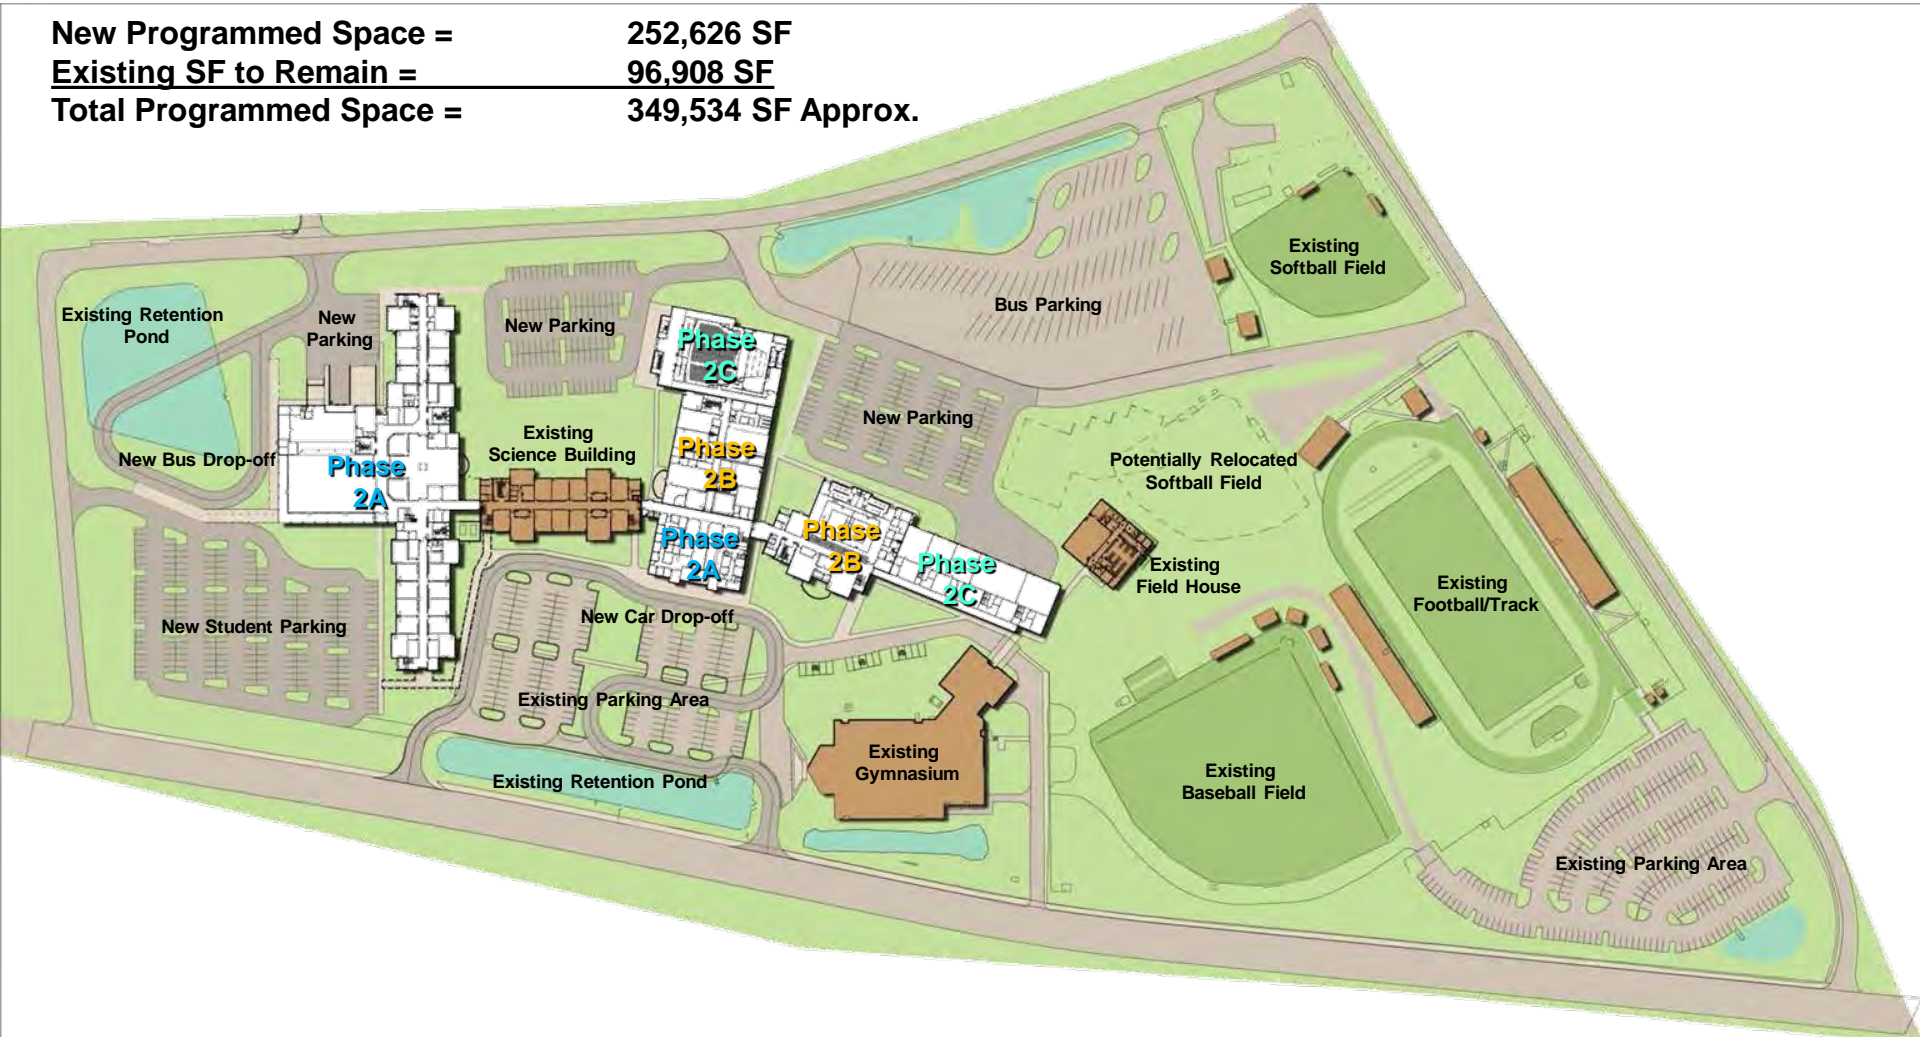 New Programmed Space = 252,626 SF
Existing SF to Remain = 96,908 SF
Total Programmed Space = 349,534 SF Approx.
Existing
Softball Field
Existing Retention
Pond
New
Parking
New Parking
Bus Parking
Phase
2C
New Parking
Existing
Science Building
New Bus Drop-off
Phase
2A
Phase
2B
Potentially Relocated
Softball Field
Phase
2A
Phase
2B
Phase
2C
Existing
Field House
Existing
Football/Track
New Student Parking
New Car Drop-off
Existing Parking Area
Existing
Gymnasium
Existing Retention Pond
Existing
Baseball Field
Existing Parking Area